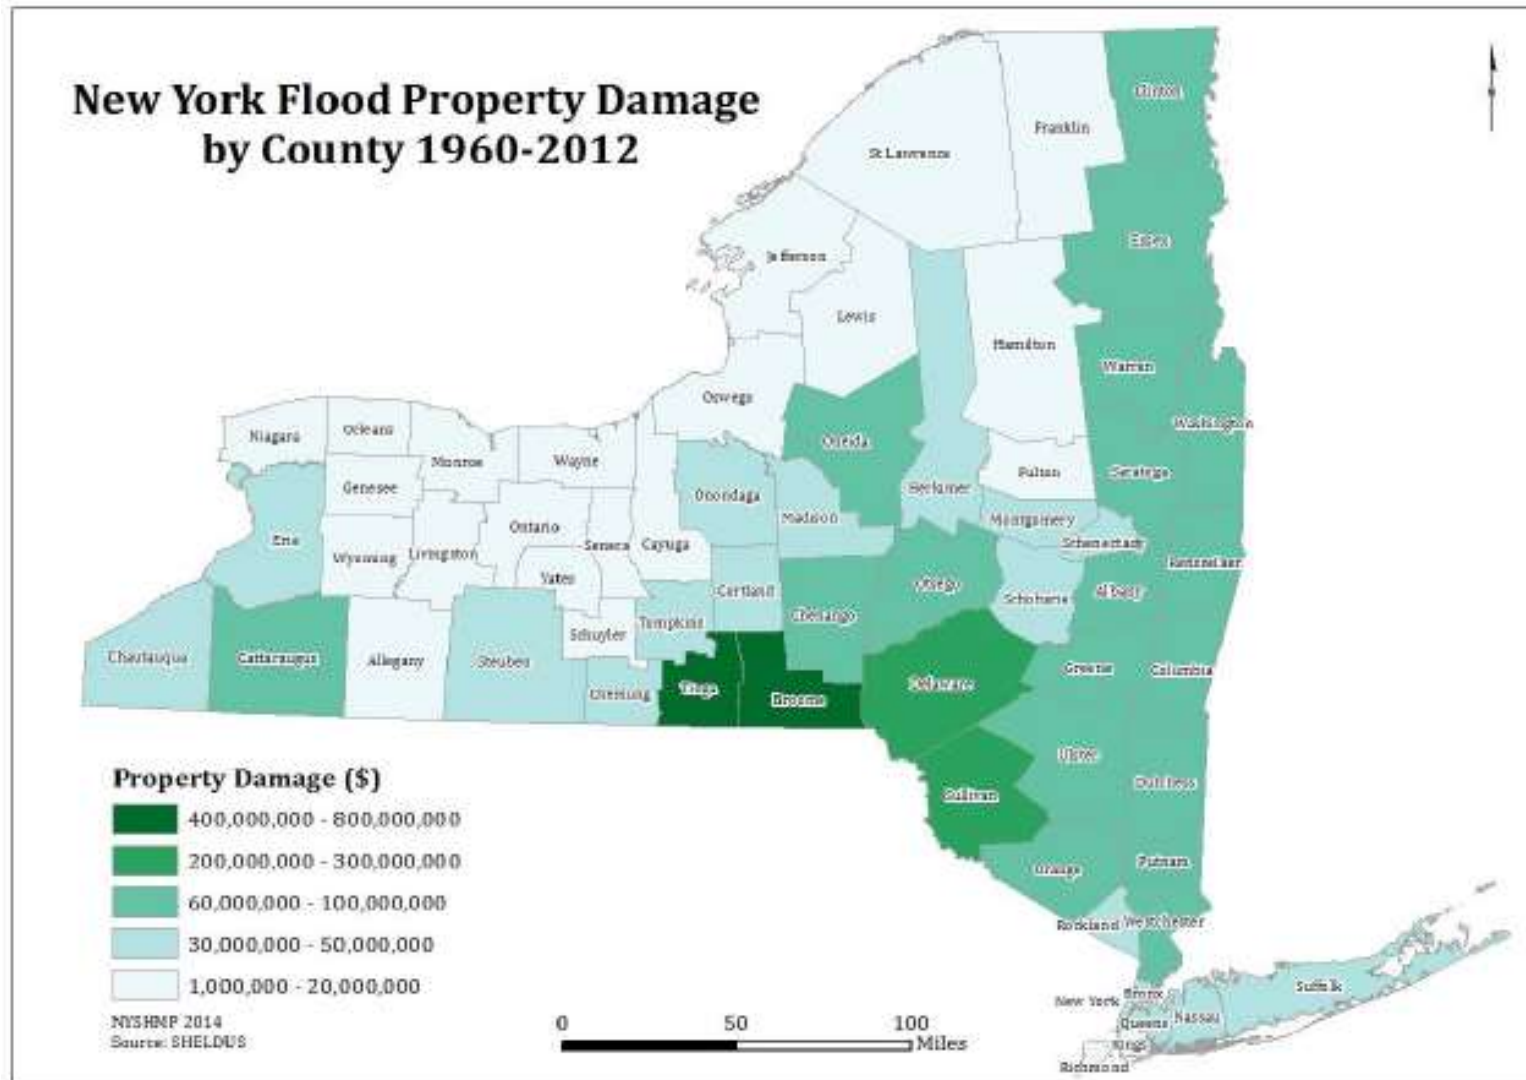 New York Flood Property Damage
by County 1960-2012
Clinton
Franklin
St Lawrence
Essex
Jefferson
Lewis
Hamilton
Warren
Oswego
Washington
Niagara
Orleans
Oneida
Monroe
Wayne
Fulton
Saratoga
Genesee
Herkimer
Onondaga
Madison
Montgomery
Ontario
Erie
Seneca
Cayuga
Schenectady
Wyoming
Livingston
Rensselaer
Yates
Otsego
Cortland
Albany
Schoharie
Chenango
Tompkins
Schuyler
Chautauqua
Cattaraugus
Allegany
Steuben
Greene
Columbia
Chemung
Tioga
Broome
Delaware
Ulster
Dutchess
Sullivan
Putnam
Orange
Rockland
Westchester
Suffolk
Bronx
New York
Nassau
Queens
Kings
Richmond
Property Damage ($)
400,000,000 - 800,000,000
200,000,000 - 300,000,000
60,000,000 - 100,000,000
30,000,000 - 50,000,000
1,000,000 - 20,000,000
NYSHMP 2014
Source: SHELDUS
0 50 100
Miles